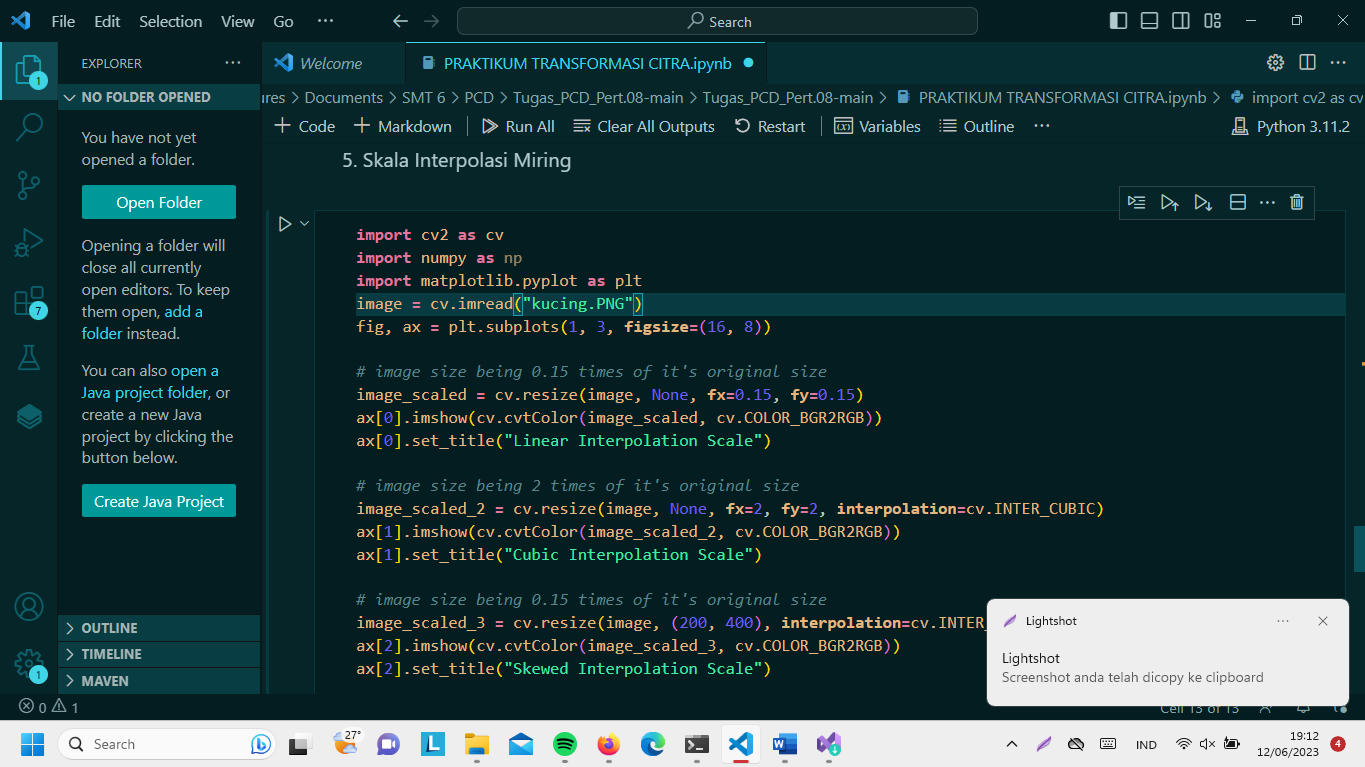 File Edit Selection View Go ··· Search
EXPLORER ···
Welcome PRAKTIKUM TRANSFORMASI CITRA.ipynb
NO FOLDER OPENED
ures > Documents > SMT 6 > PCD > Tugas_PCD_Pert.08-main > Tugas_PCD_Pert.08-main > PRAKTIKUM TRANSFORMASI CITRA.ipynb > import cv2 as cv
+ Code + Markdown Run All Clear All Outputs Restart Variables Outline ··· Python 3.11.2
You have not yet
opened a folder.
Open Folder
Opening a folder will
close all currently
open editors. To keep
them open, add a
folder instead.
You can also open a
Java project folder, or
create a new Java
project by clicking the
button below.
Create Java Project
OUTLINE
TIMELINE
MAVEN
1
7
1
5. Skala Interpolasi Miring
import cv2 as cv
import numpy as np
import matplotlib.pyplot as plt
image = cv.imread("kucing.PNG")
fig, ax = plt.subplots(1, 3, figsize=(16, 8))
# image size being 0.15 times of it's original size
image_scaled = cv.resize(image, None, fx=0.15, fy=0.15)
ax[0].imshow(cv.cvtColor(image_scaled, cv.COLOR_BGR2RGB))
ax[0].set_title("Linear Interpolation Scale")
# image size being 2 times of it's original size
image_scaled_2 = cv.resize(image, None, fx=2, fy=2, interpolation=cv.INTER_CUBIC)
ax[1].imshow(cv.cvtColor(image_scaled_2, cv.COLOR_BGR2RGB))
ax[1].set_title("Cubic Interpolation Scale")
# image size being 0.15 times of it's original size
image_scaled_3 = cv.resize(image, (200, 400), interpolation=cv.INTER_
ax[2].imshow(cv.cvtColor(image_scaled_3, cv.COLOR_BGR2RGB))
ax[2].set_title("Skewed Interpolation Scale")
Lightshot
Lightshot
Screenshot anda telah dicopy ke clipboard
0 1
Cell 13 of 13
Search 27° L W IND 19:12
12/06/2023 4